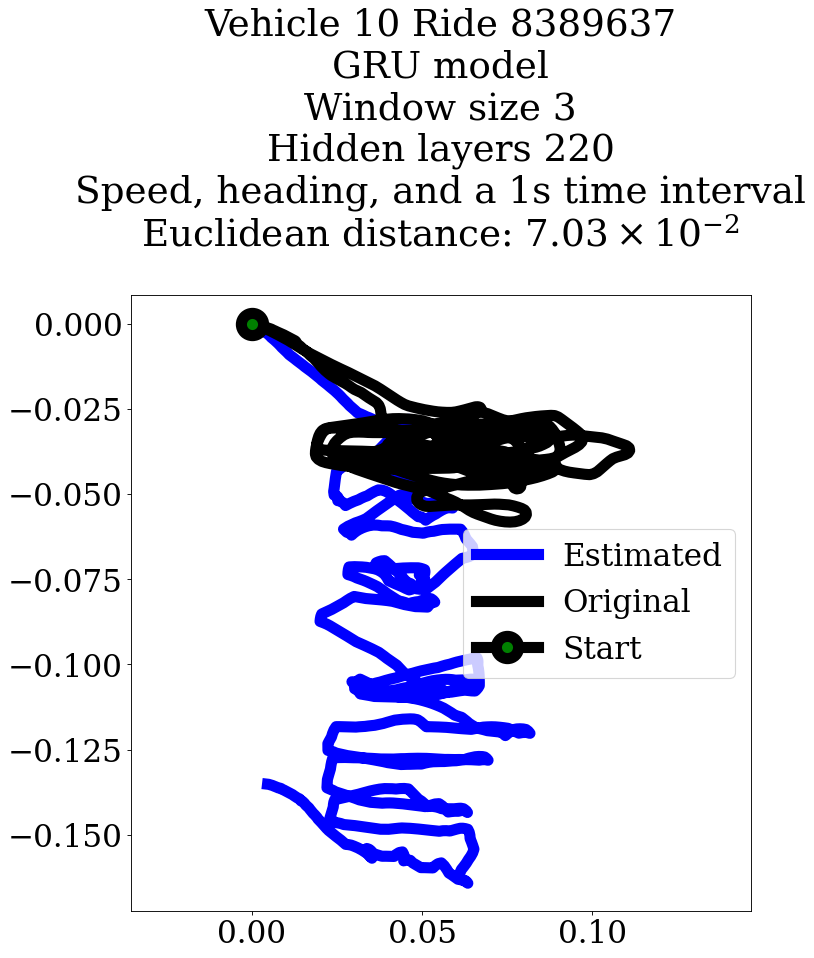 Vehicle 10 Ride 8389637
GRU model
Window size 3
Hidden layers 220
Speed, heading, and a 1s time interval
Euclidean distance: 7.03 × 10⁻²
0.000
−0.025
−0.050
−0.075
−0.100
−0.125
−0.150
Estimated
Original
Start
0.00 0.05 0.10